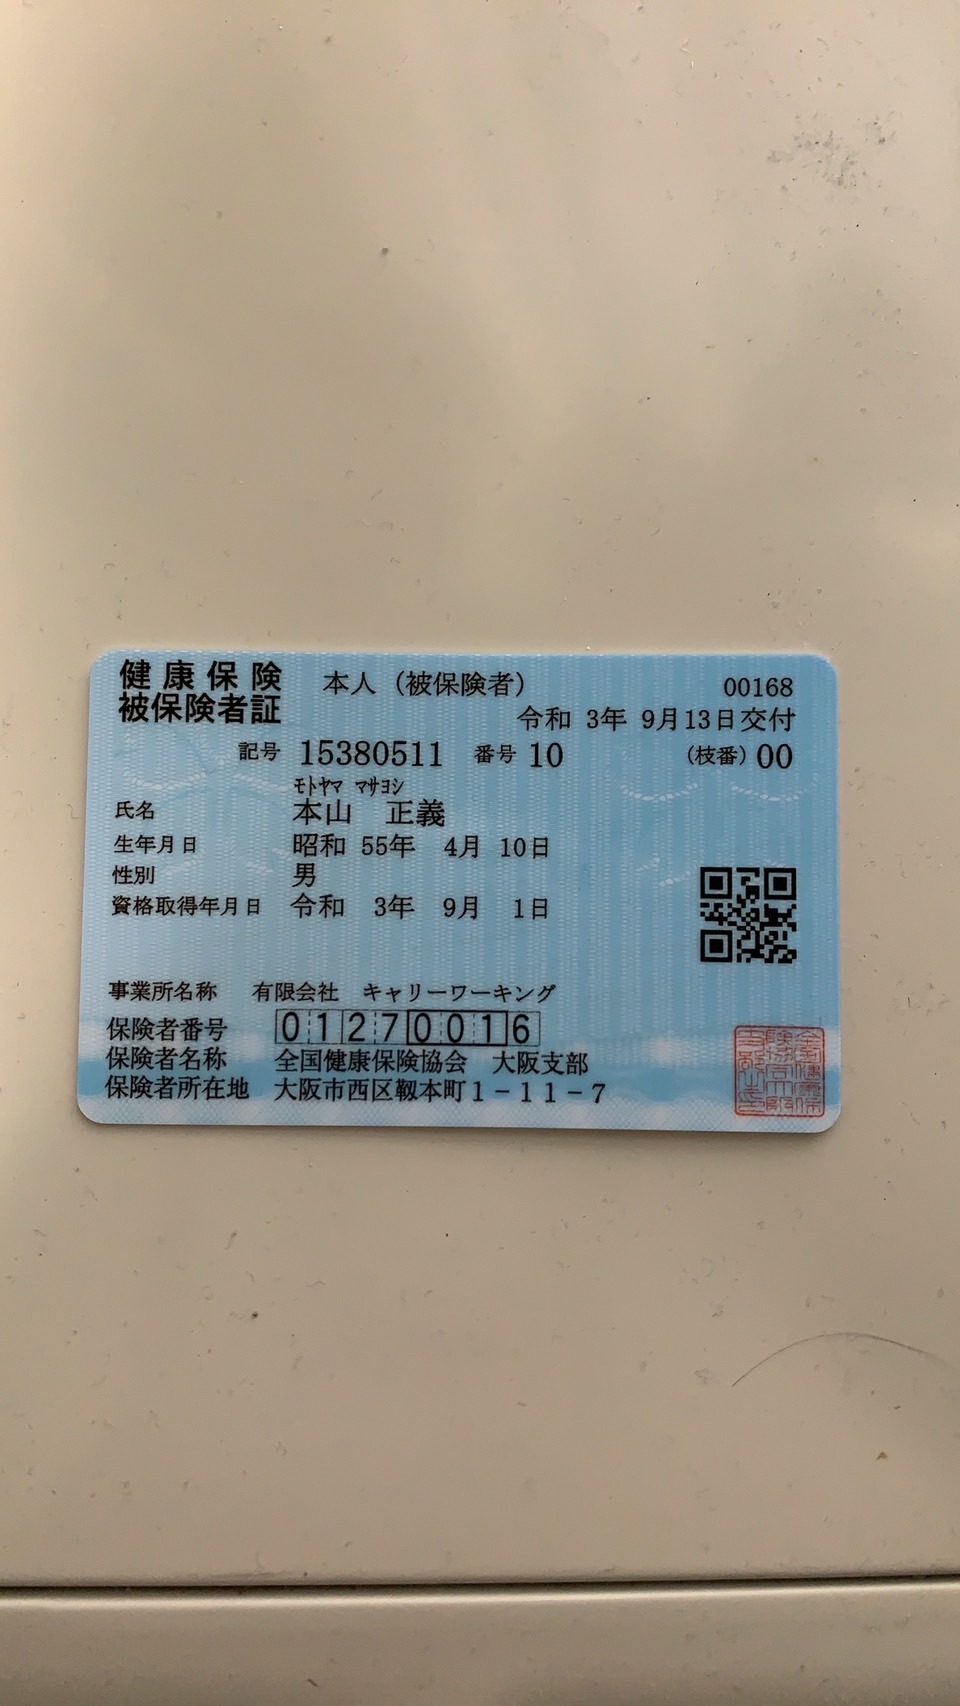 健康保険 本人（被保険者） 00168
被保険者証 令和 3年 9月13日交付
記号 15380511 番号 10 （枝番）00
ﾓﾄﾔﾏ ﾏｻﾖｼ
氏名 本山 正義
生年月日 昭和 55年 4月 10日
性別 男
資格取得年月日 令和 3年 9月 1日
事業所名称 有限会社 キャリーワーキング
保険者番号 01270016
保険者名称 全国健康保険協会 大阪支部
保険者所在地 大阪市西区靱本町1－11－7